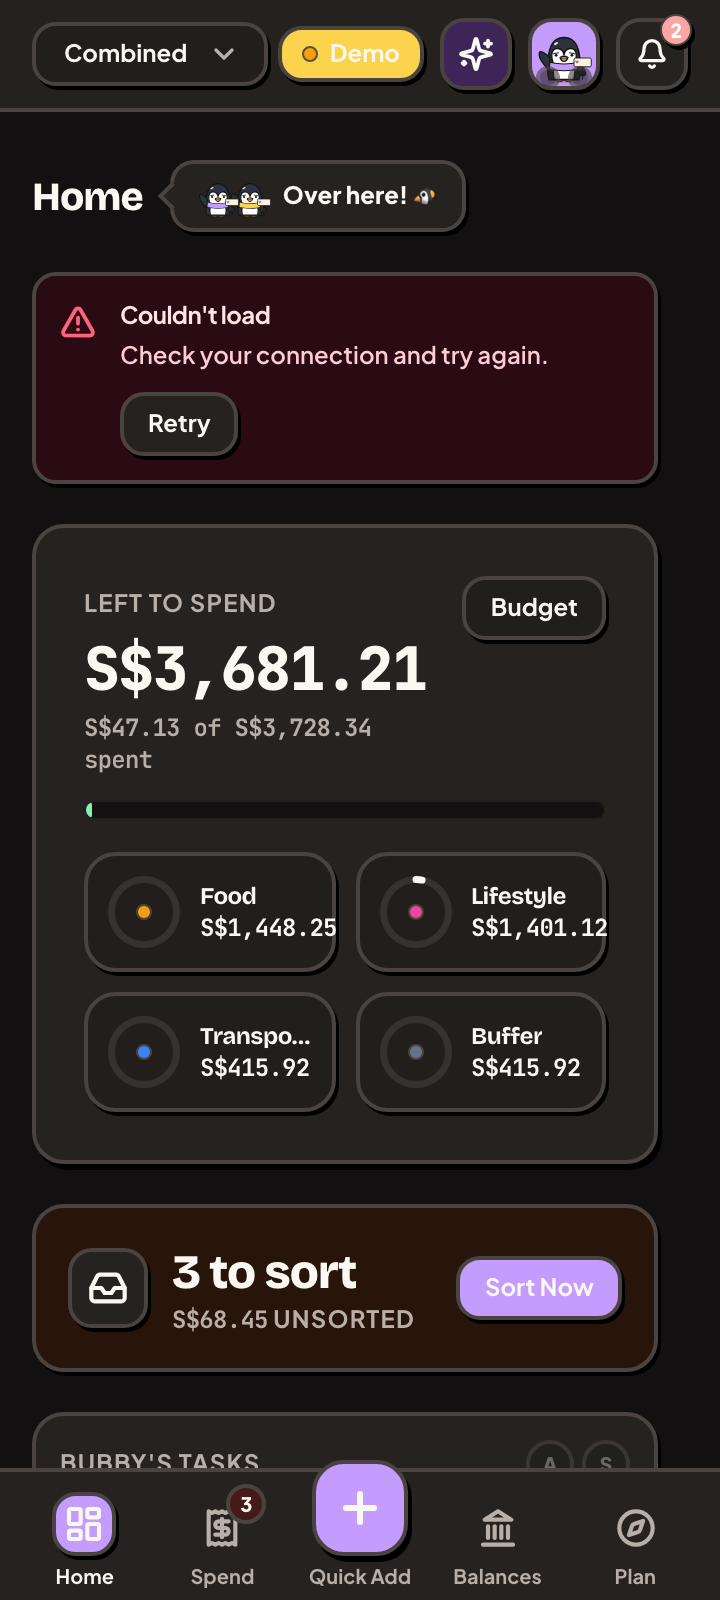 Combined
Demo
2
Home
Over here!
Couldn't load
Check your connection and try again.
Retry
LEFT TO SPEND
Budget
S$3,681.21
S$47.13 of S$3,728.34
spent
Food
S$1,448.25
Lifestyle
S$1,401.12
Transpo...
S$415.92
Buffer
S$415.92
3 to sort
S$68.45 UNSORTED
Sort Now
BUBBY'S TASKS
A
S
3
Home
Spend
Quick Add
Balances
Plan